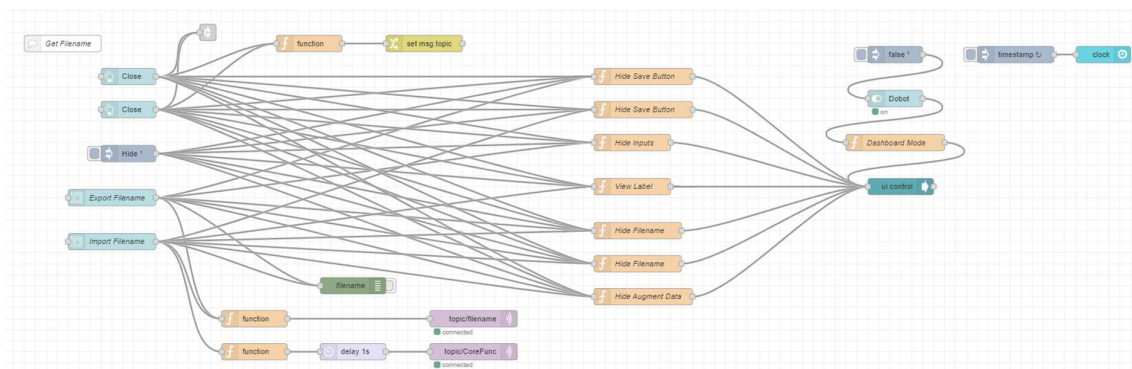 Get Filename
function
set msg.topic
Close
Close
Hide *
Export Filename
Import Filename
filename
function
topic/filename
connected
function
delay 1s
topic/CoreFunc
connected
Hide Save Button
Hide Save Button
Hide Inputs
View Label
Hide Filename
Hide Filename
Hide Augment Data
false *
timestamp ↻
clock
Dobot
on
Dashboard Mode
ui control